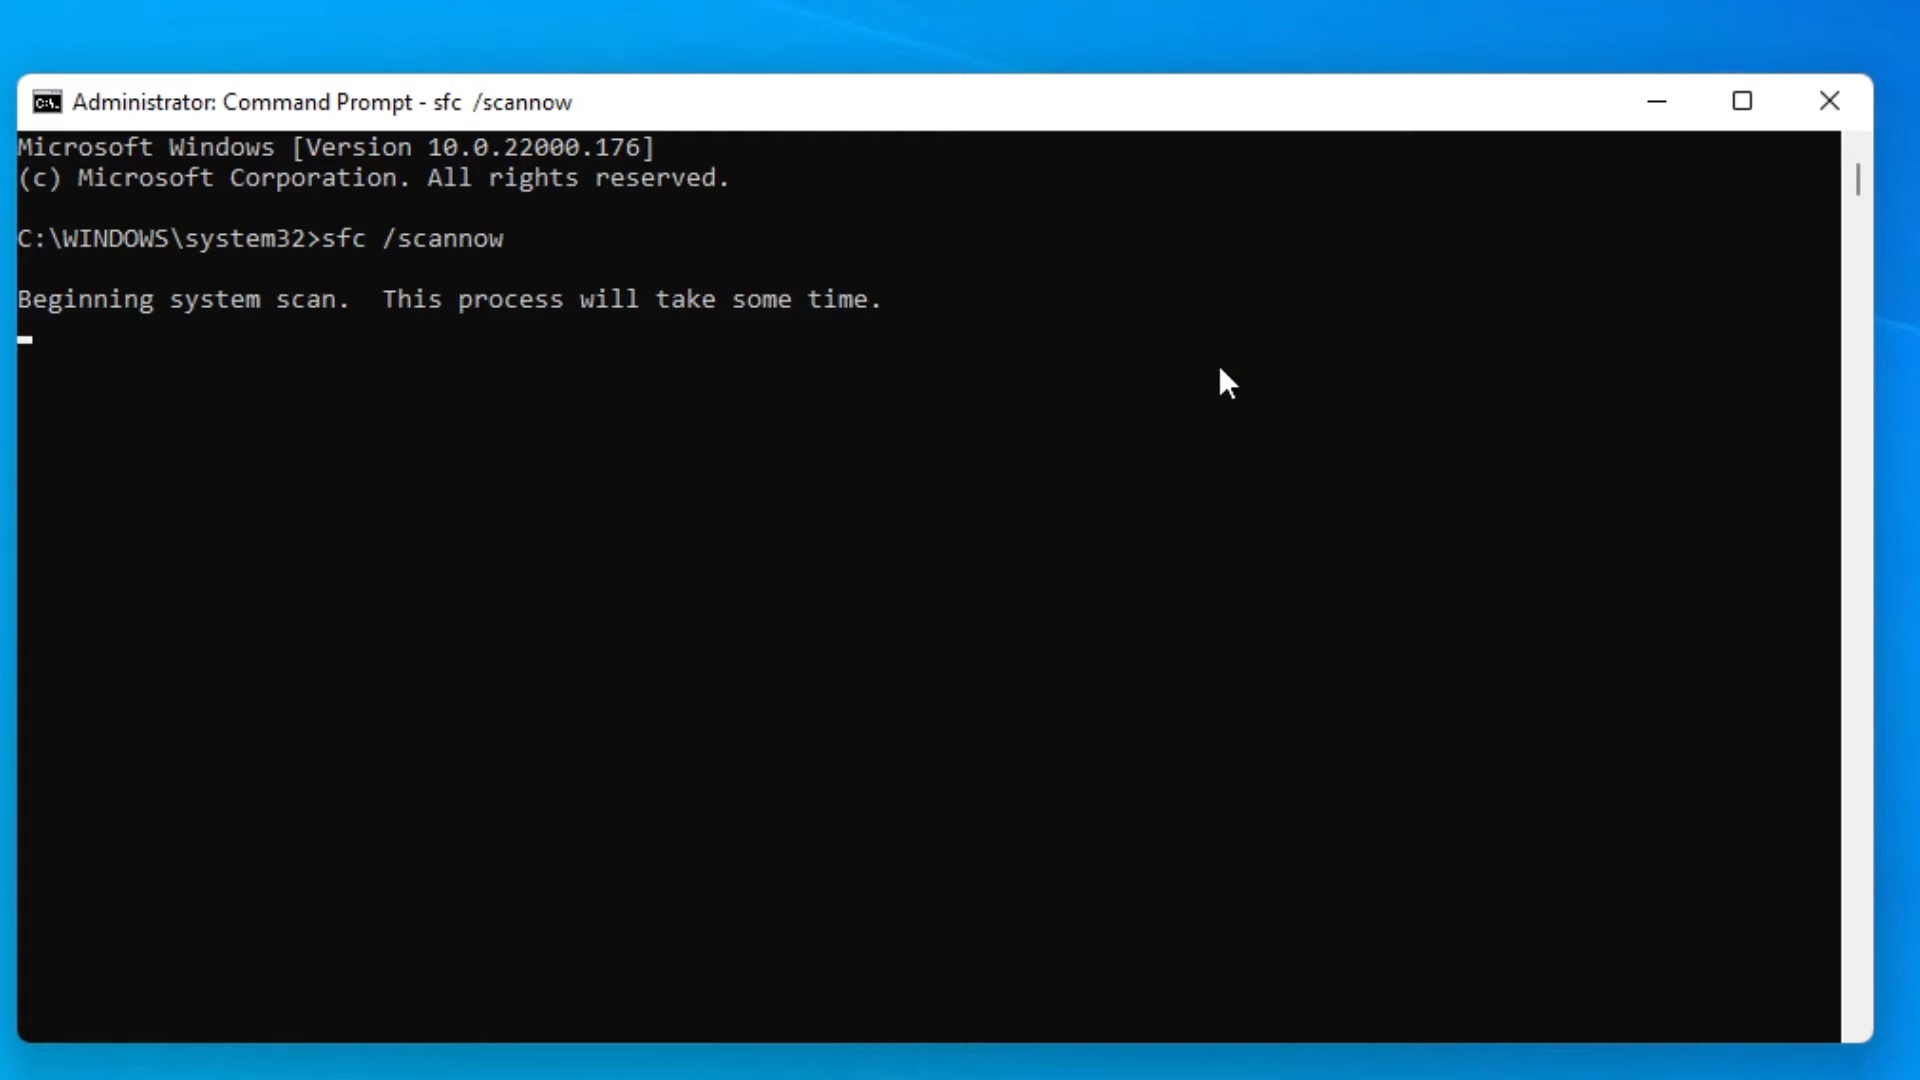 Administrator: Command Prompt - sfc  /scannow
Microsoft Windows [Version 10.0.22000.176]
(c) Microsoft Corporation. All rights reserved.
C:\WINDOWS\system32>sfc /scannow
Beginning system scan.  This process will take some time.